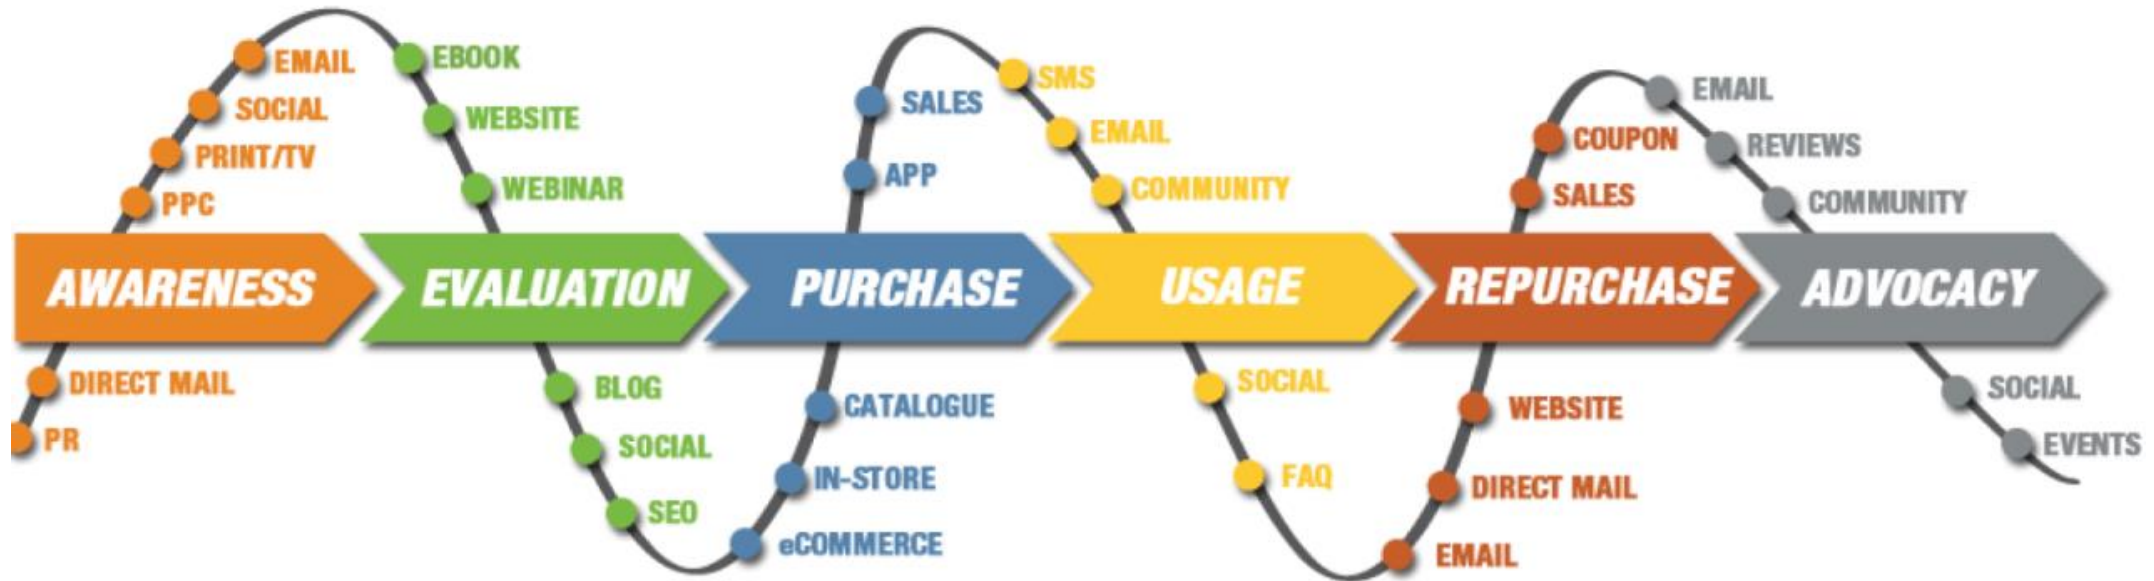 EMAIL
SOCIAL
PRINT/TV
PPC
AWARENESS
DIRECT MAIL
PR
EBOOK
WEBSITE
WEBINAR
EVALUATION
BLOG
SOCIAL
SEO
SALES
APP
PURCHASE
CATALOGUE
IN-STORE
eCOMMERCE
SMS
EMAIL
COMMUNITY
USAGE
SOCIAL
FAQ
COUPON
SALES
REPURCHASE
WEBSITE
DIRECT MAIL
EMAIL
EMAIL
REVIEWS
COMMUNITY
ADVOCACY
SOCIAL
EVENTS